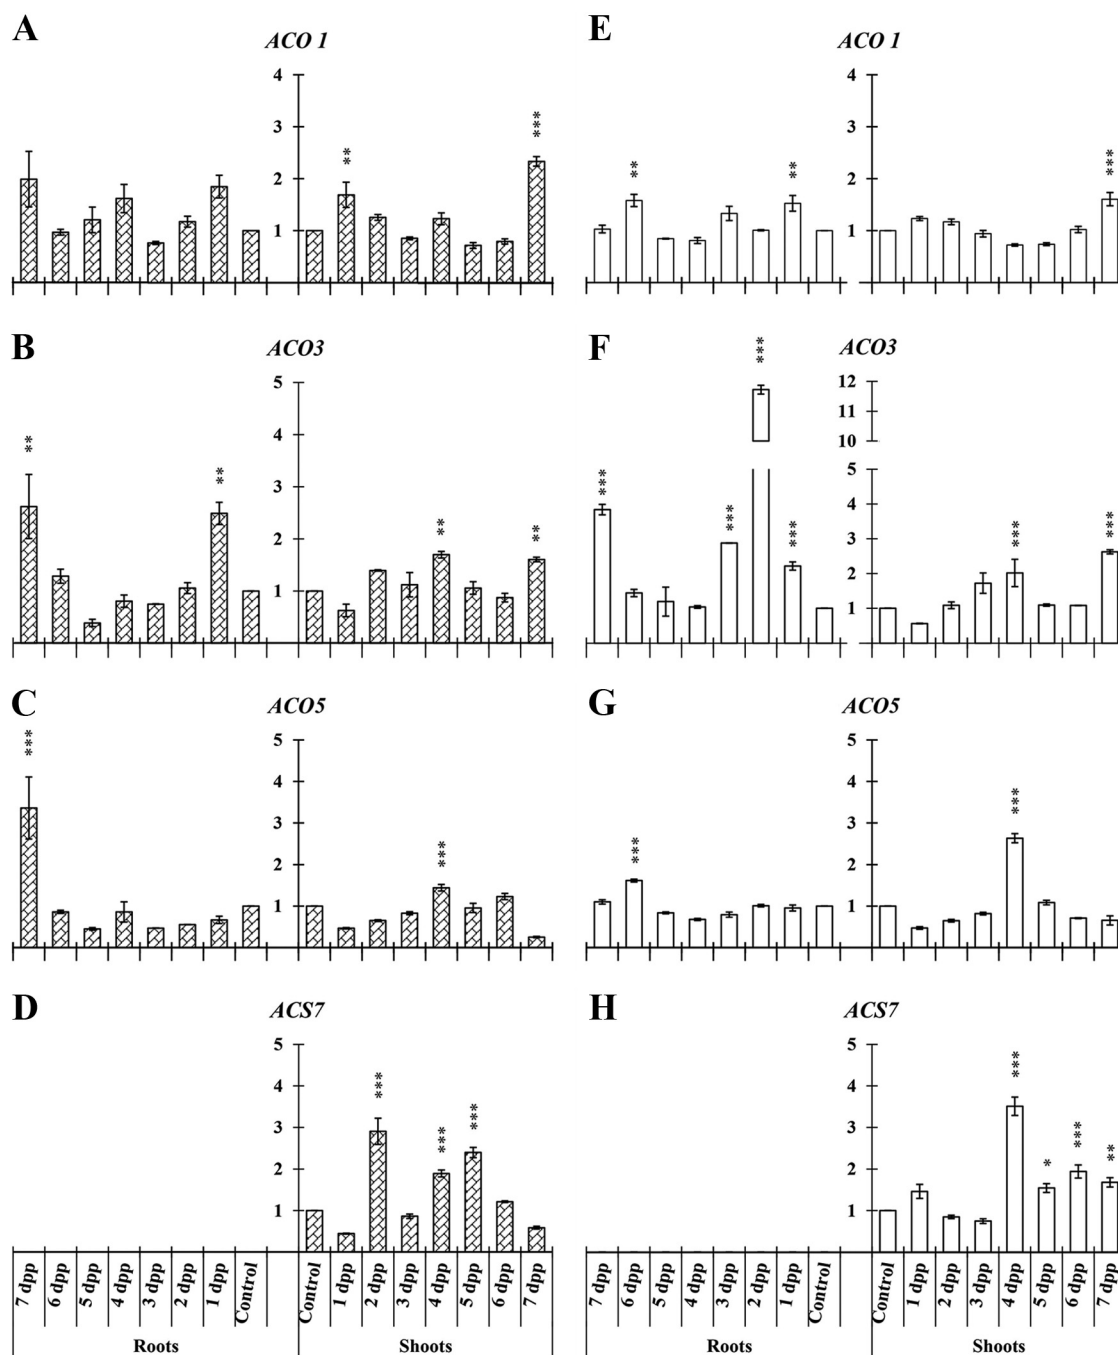 A
ACO 1
4
3
2
1
**
***
E
ACO 1
4
3
2
1
**
**
***
B
ACO3
5
4
3
2
1
**
**
**
**
F
ACO3
12
11
10
5
4
3
2
1
***
***
***
***
***
***
C
ACO5
5
4
3
2
1
***
***
G
ACO5
5
4
3
2
1
***
***
D
ACS7
5
4
3
2
1
***
***
***
H
ACS7
5
4
3
2
1
***
*
***
**
7 dpp
6 dpp
5 dpp
4 dpp
3 dpp
2 dpp
1 dpp
Control
Control
1 dpp
2 dpp
3 dpp
4 dpp
5 dpp
6 dpp
7 dpp
7 dpp
6 dpp
5 dpp
4 dpp
3 dpp
2 dpp
1 dpp
Control
Control
1 dpp
2 dpp
3 dpp
4 dpp
5 dpp
6 dpp
7 dpp
Roots
Shoots
Roots
Shoots